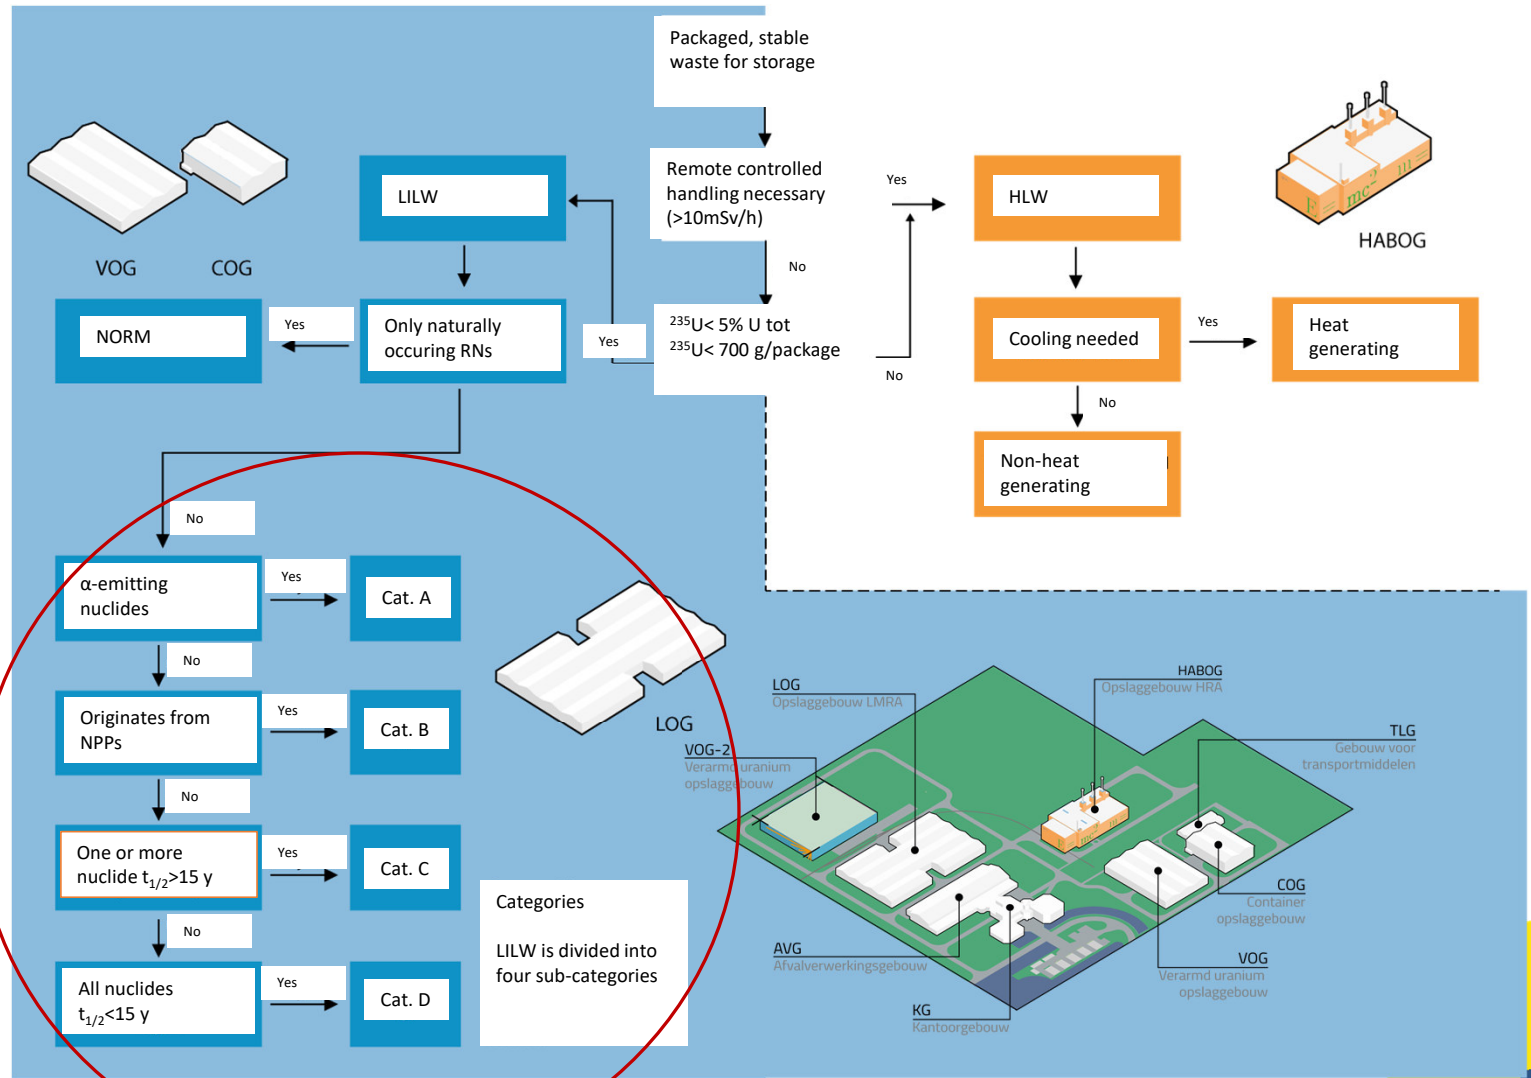 Packaged, stable
waste for storage
Remote controlled
handling necessary
(>10mSv/h)
Yes
HLW
HABOG
LILW
VOG
COG
No
NORM
Yes
Only naturally
occuring RNs
Yes
²³⁵U< 5% U tot
²³⁵U< 700 g/package
No
Cooling needed
Yes
Heat
generating
No
Non-heat
generating
No
α-emitting
nuclides
Yes
Cat. A
No
Originates from
NPPs
Yes
Cat. B
No
One or more
nuclide t₁/₂>15 y
Yes
Cat. C
No
All nuclides
t₁/₂<15 y
Yes
Cat. D
LOG
Categories
LILW is divided into
four sub-categories
LOG
Opslaggebouw LMRA
HABOG
Opslaggebouw HRA
TLG
Gebouw voor
transportmiddelen
VOG-2
Verarmd uranium
opslaggebouw
COG
Container
opslaggebouw
AVG
Afvalverwerkingsgebouw
VOG
Verarmd uranium
opslaggebouw
KG
Kantoorgebouw
E = mc² m =
E = mc² m =